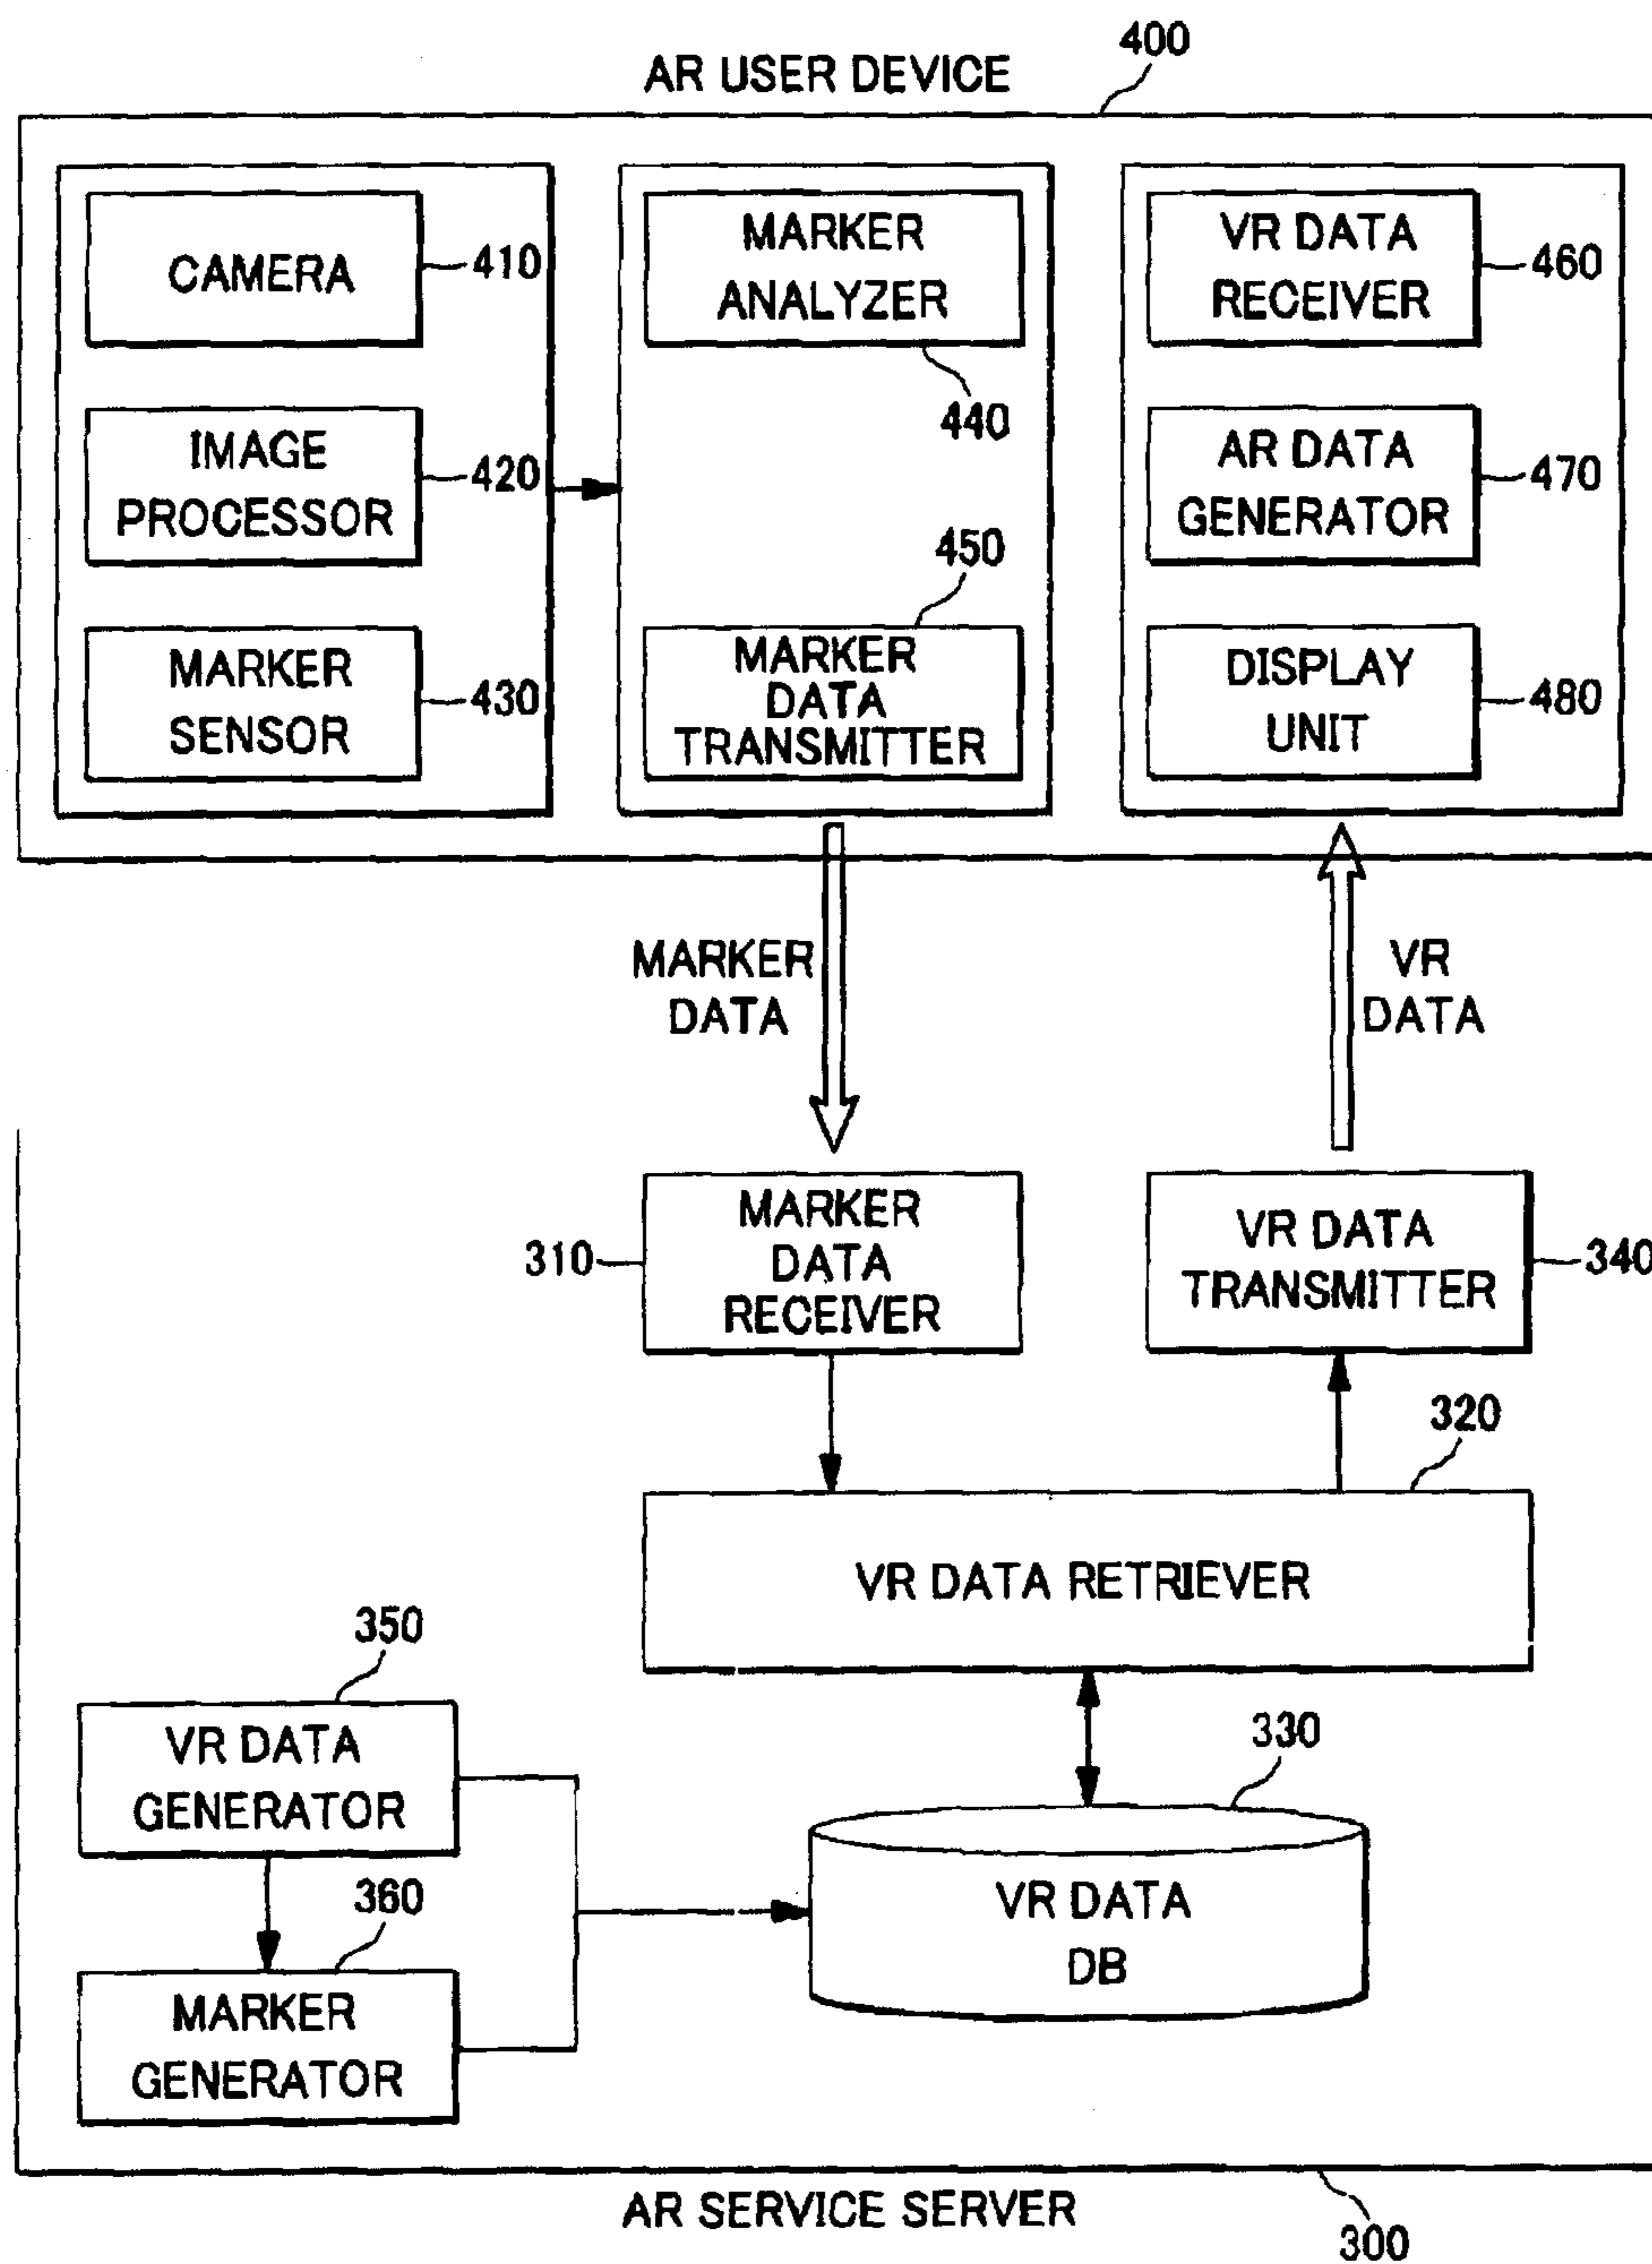 400
AR USER DEVICE
CAMERA
410
IMAGE
PROCESSOR
420
MARKER
SENSOR
430
MARKER
ANALYZER
440
450
MARKER
DATA
TRANSMITTER
VR DATA
RECEIVER
460
AR DATA
GENERATOR
470
DISPLAY
UNIT
480
MARKER
DATA
VR
DATA
310
MARKER
DATA
RECEIVER
VR DATA
TRANSMITTER
340
320
VR DATA RETRIEVER
350
VR DATA
GENERATOR
360
MARKER
GENERATOR
330
VR DATA
DB
AR SERVICE SERVER
300